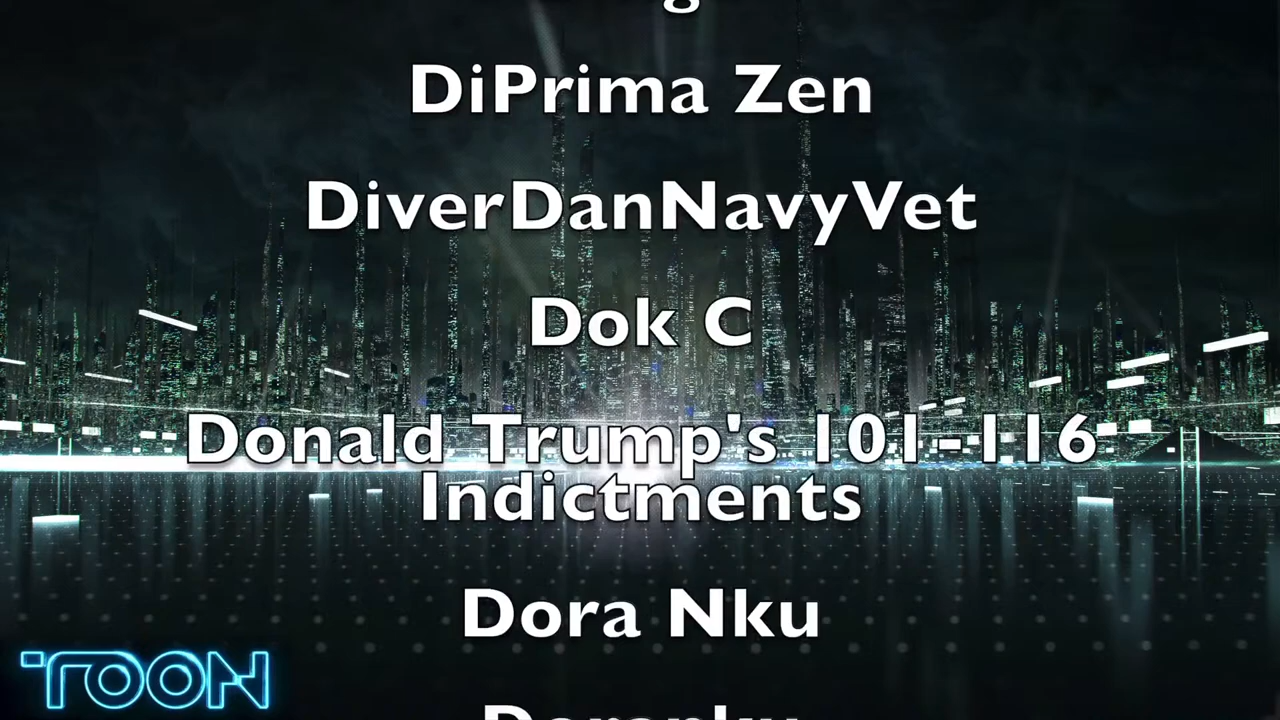 DiPrima Zen
DiverDanNavyVet
Dok C
Donald Trump's 101-116
Indictments
Dora Nku
TOON